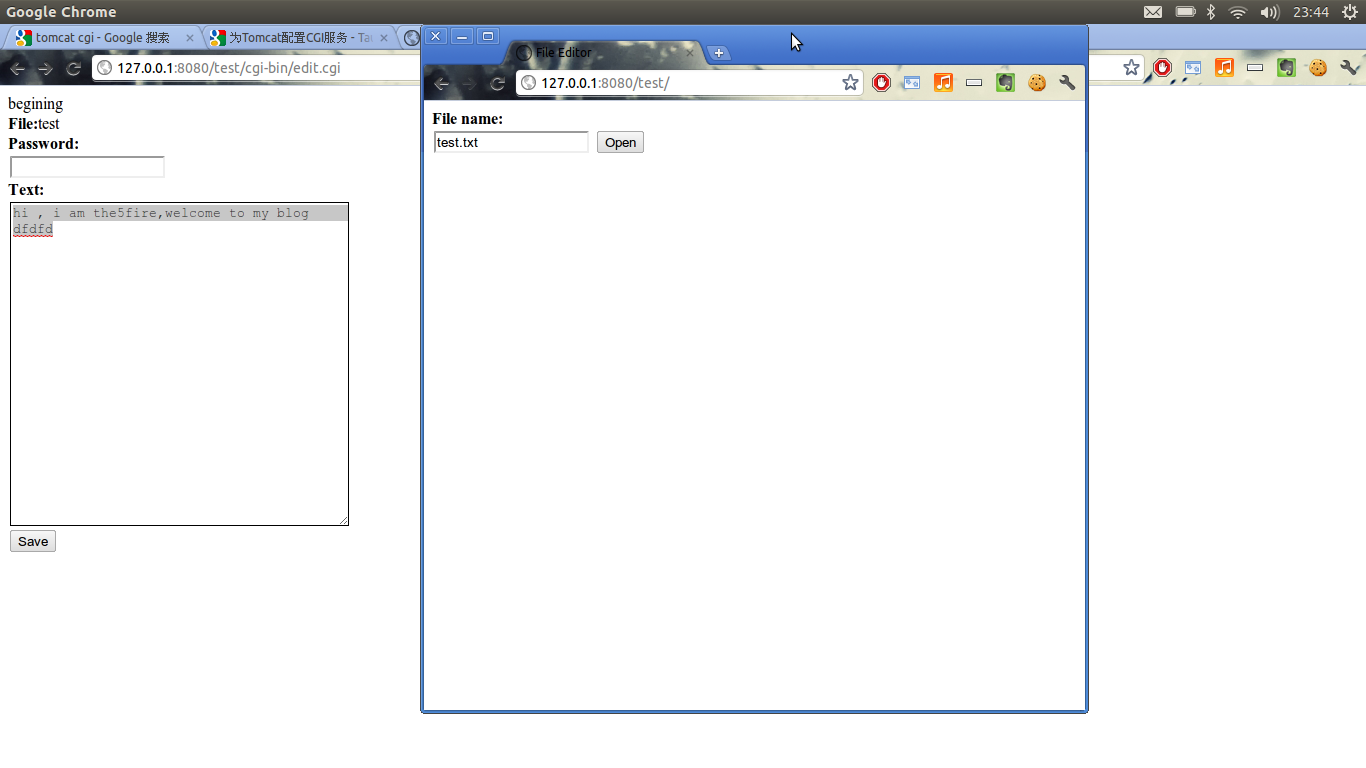 Google Chrome
23:44
tomcat cgi - Google 搜索
为Tomcat配置CGI服务 - Ta
127.0.0.1:8080/test/cgi-bin/edit.cgi
begining
File:test
Password:
Text:
hi , i am the5fire,welcome to my blog
dfdfd
Save
File Editor
127.0.0.1:8080/test/
File name:
test.txt
Open